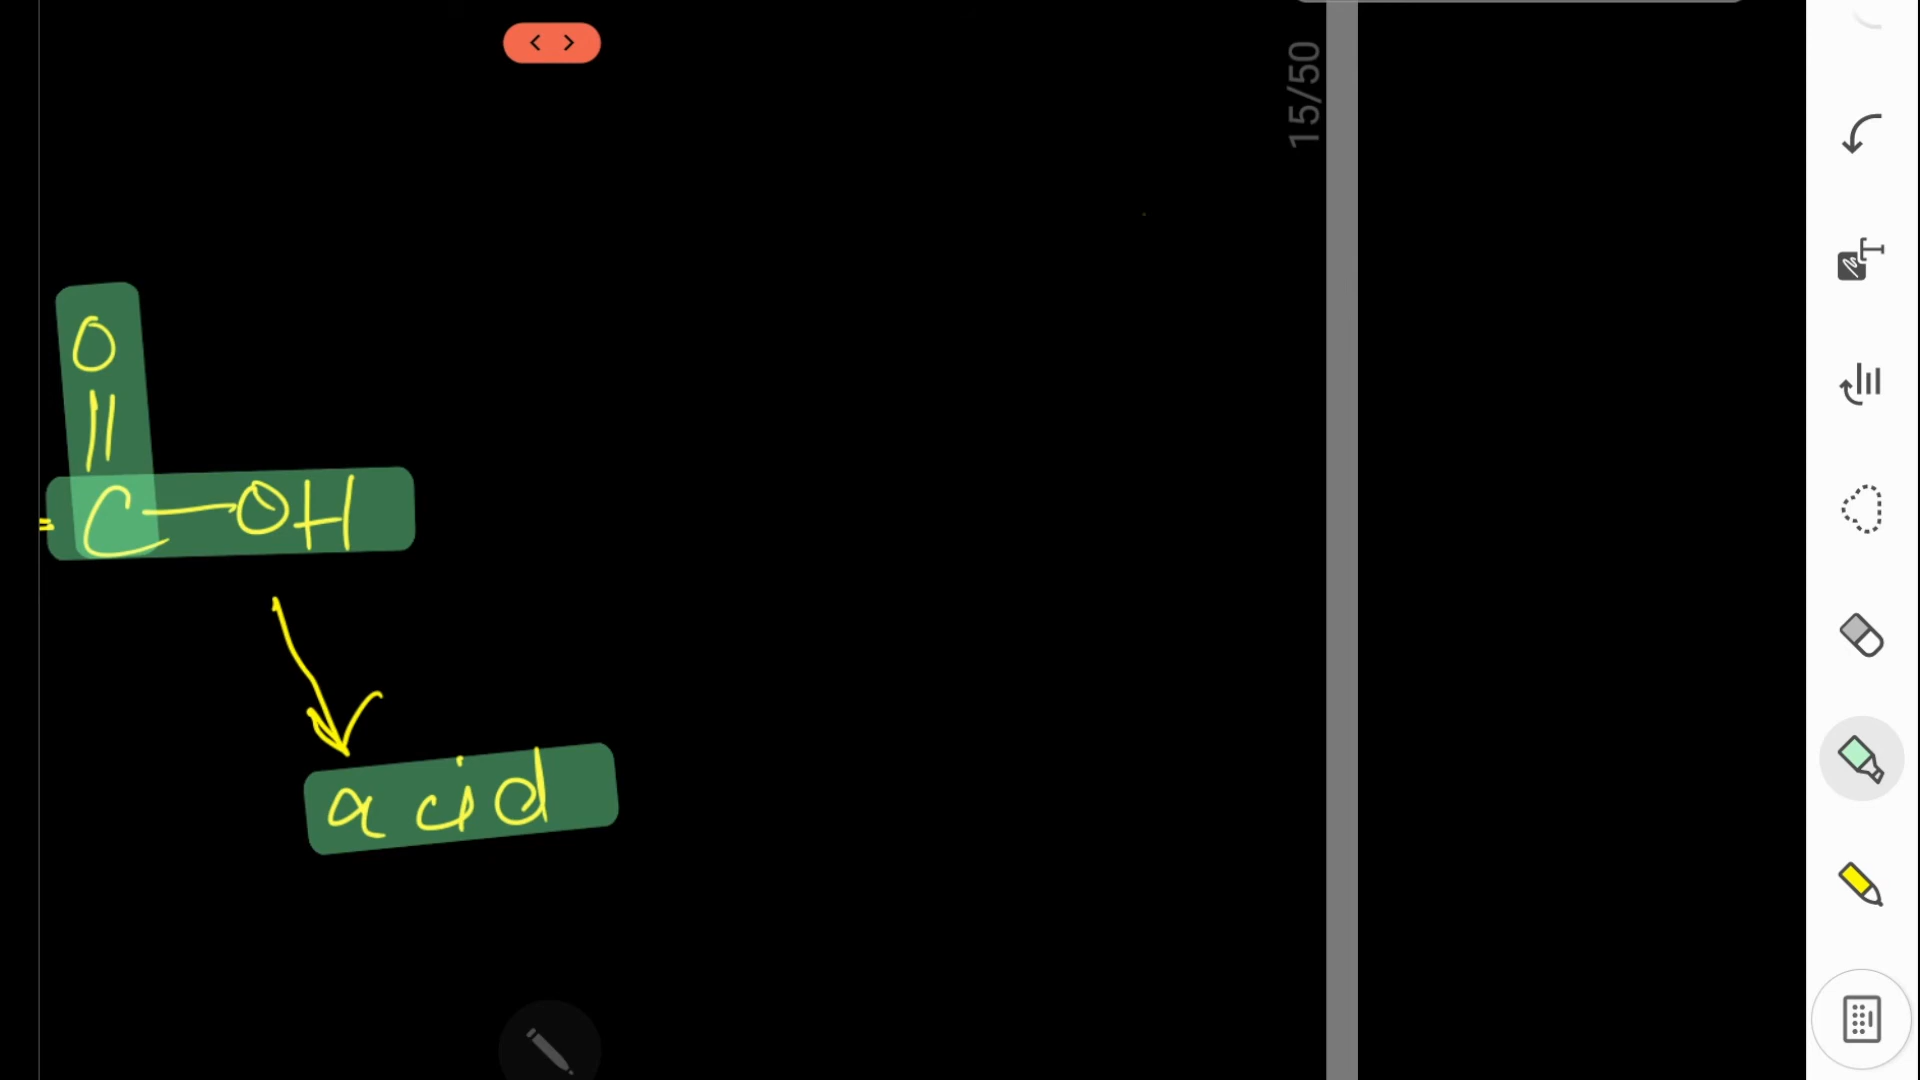 15/50
O
||
= C—OH
acid